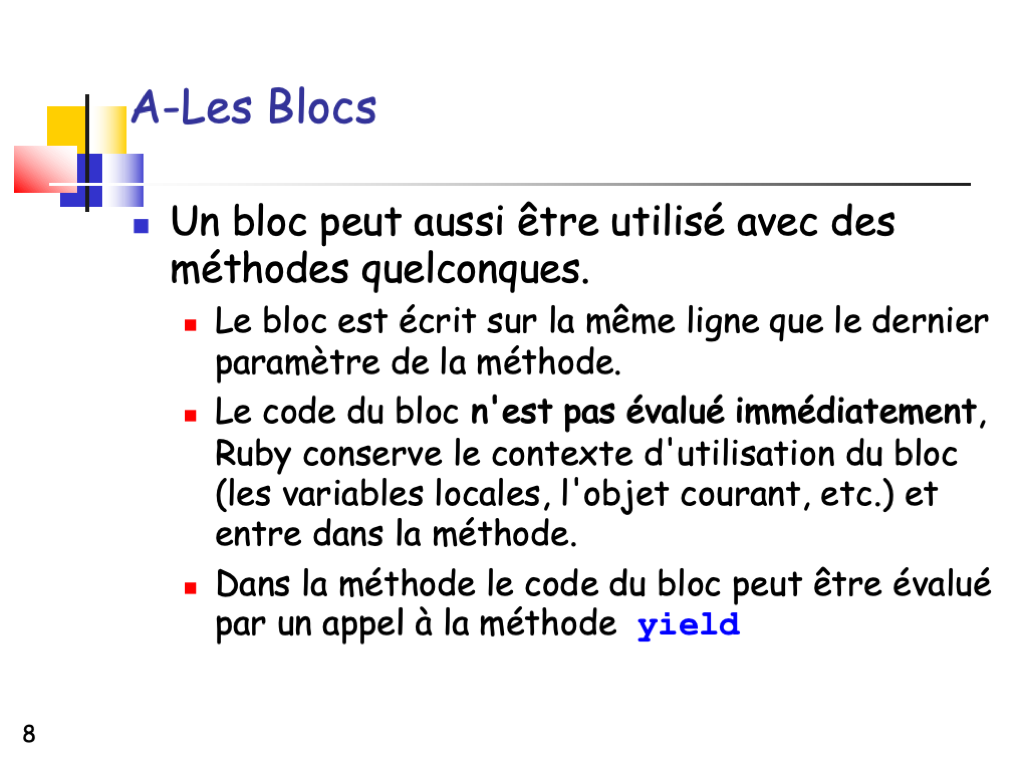 A-Les Blocs
Un bloc peut aussi être utilisé avec des
méthodes quelconques.
Le bloc est écrit sur la même ligne que le dernier
paramètre de la méthode.
Le code du bloc n'est pas évalué immédiatement,
Ruby conserve le contexte d'utilisation du bloc
(les variables locales, l'objet courant, etc.) et
entre dans la méthode.
Dans la méthode le code du bloc peut être évalué
par un appel à la méthode yield
8